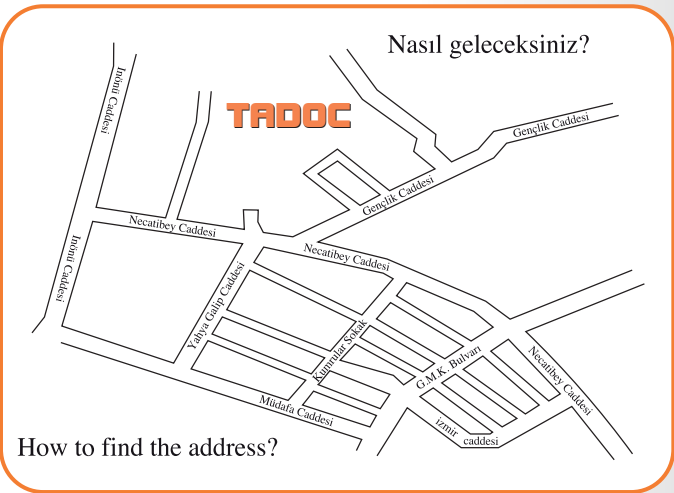 Nasıl geleceksiniz?
TADOC
İnönü Caddesi
Gençlik Caddesi
Gençlik Caddesi
Necatibey Caddesi
Necatibey Caddesi
İnönü Caddesi
Yahya Galip Caddesi
Kumrular Sokak
G.M.K. Bulvarı
Necatibey Caddesi
Müdafa Caddesi
izmir
caddesi
How to find the address?